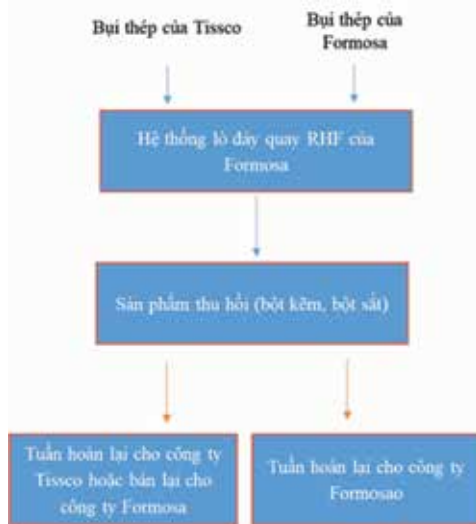 Bụi thép của Tissco
Bụi thép của
Formosa
Hệ thống lò đáy quay RHF của
Formosa
Sản phẩm thu hồi (bột kẽm, bột sắt)
Tuần hoàn lại cho công ty
Tissco hoặc bán lại cho
công ty Formosa
Tuần hoàn lại cho công ty
Formosao